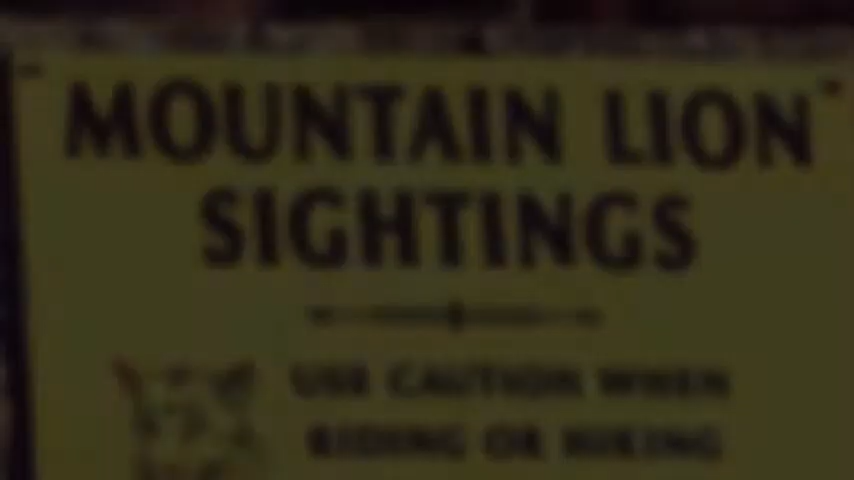 MOUNTAIN LION
SIGHTINGS
USE CAUTION WHEN
RIDING OR HIKING